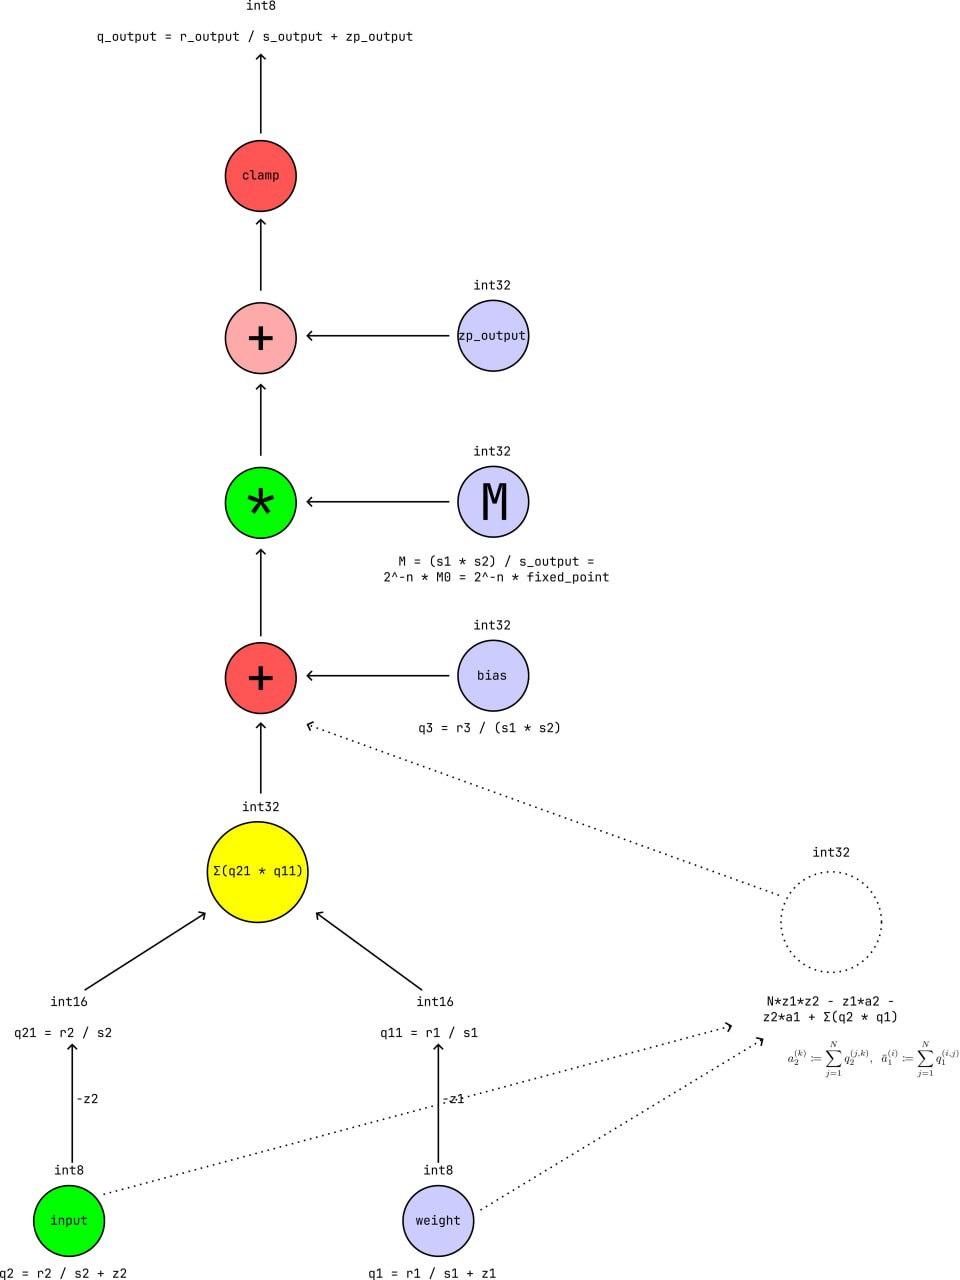 int8
q_output = r_output / s_output + zp_output
clamp
int32
+
zp_output
int32
*
M
M = (s1 * s2) / s_output =
2^-n * M0 = 2^-n * fixed_point
int32
+
bias
q3 = r3 / (s1 * s2)
int32
Σ(q21 * q11)
int32
int16
int16
N*z1*z2 - z1*a2 -
z2*a1 + Σ(q2 * q1)
q21 = r2 / s2
q11 = r1 / s1
a_2^{(k)} := \sum_{j=1}^{N} q_2^{(j,k)}, \bar{a}_1^{(i)} := \sum_{j=1}^{N} q_1^{(i,j)}
-z2
-z1
int8
int8
input
weight
q2 = r2 / s2 + z2
q1 = r1 / s1 + z1